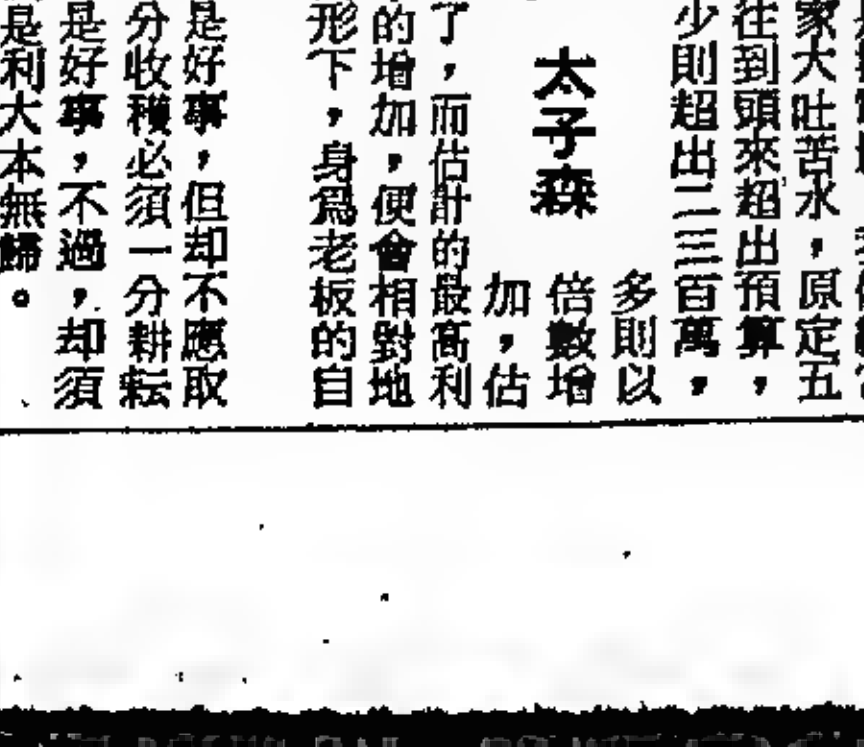 家大吐苦水，原定五
往到頭來超出預算，
少則超出二三百萬，
多則以
倍數增
加，估
太子森
了，而估計的最高利
的增加，便會相對地
形下，身爲老板的自
是好事，但却不應取
分收穫必須一分耕耘
是好事，不過，却須
是利大本無歸。